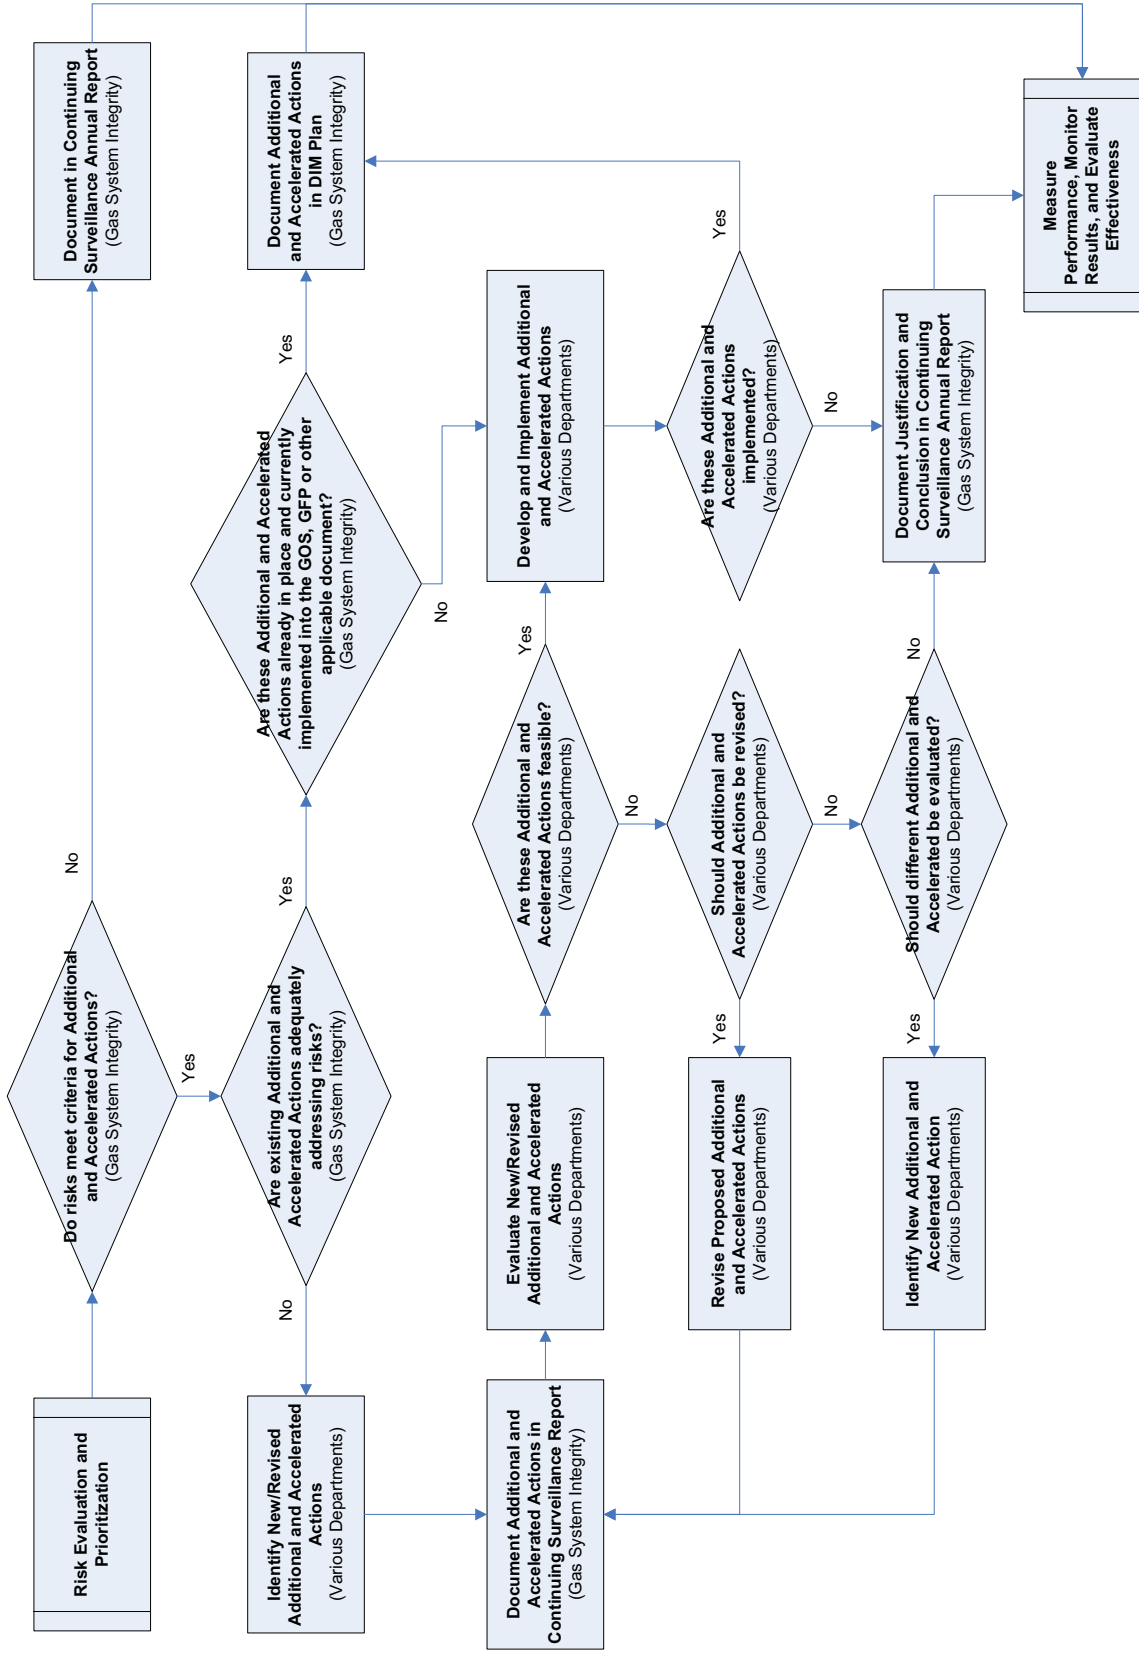 Risk Evaluation and
Prioritization
Do risks meet criteria for Additional
and Accelerated Actions?
(Gas System Integrity)
No
Document in Continuing
Surveillance Annual Report
(Gas System Integrity)
Yes
Identify New/Revised
Additional and Accelerated
Actions
(Various Departments)
No
Are existing Additional and
Accelerated Actions adequately
addressing risks?
(Gas System Integrity)
Yes
Are these Additional and Accelerated
Actions already in place and currently
implemented into the GOS, GFP or other
applicable document?
(Gas System Integrity)
Yes
Document Additional
and Accelerated Actions
in DIM Plan
(Gas System Integrity)
No
Document Additional and
Accelerated Actions in
Continuing Surveillance Report
(Gas System Integrity)
Evaluate New/Revised
Additional and Accelerated
Actions
(Various Departments)
Are these Additional and
Accelerated Actions feasible?
(Various Departments)
Yes
Develop and Implement Additional
and Accelerated Actions
(Various Departments)
No
Revise Proposed Additional
and Accelerated Actions
(Various Departments)
Yes
Should Additional and
Accelerated Actions be revised?
(Various Departments)
Are these Additional and
Accelerated Actions
implemented?
(Various Departments)
Yes
No
No
Identify New Additional and
Accelerated Action
(Various Departments)
Yes
Should different Additional and
Accelerated be evaluated?
(Various Departments)
No
Document Justification and
Conclusion in Continuing
Surveillance Annual Report
(Gas System Integrity)
Measure
Performance, Monitor
Results, and Evaluate
Effectiveness